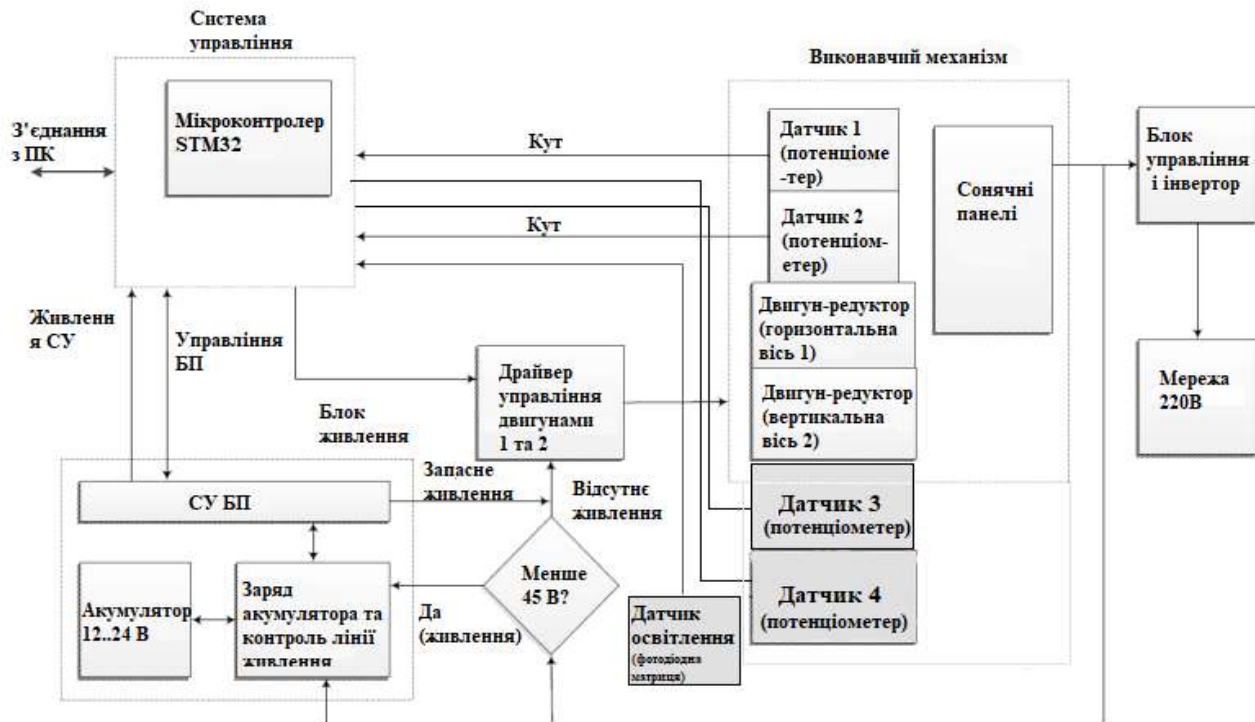 Система
управління
Виконавчий механізм
Мікроконтролер
STM32
З'єднання
з ПК
Кут
Датчик 1
(потенціоме-
-тер)
Датчик 2
(потенціом-
етер)
Кут
Сонячні
панелі
Блок
управління
і інвертор
Живленн
я СУ
Управління
БП
Двигун-редуктор
(горизонтальна
вісь 1)
Двигун-редуктор
(вертикальна
вісь 2)
Драйвер
управління
двигунами
1 та 2
Мережа
220В
Блок
живлення
СУ БП
Запасне
живлення
Відсутнє
живлення
Датчик 3
(потенціометер)
Датчик 4
(потенціометер)
Менше
45 В?
Да
(живлення)
Акумулятор
12..24 В
Заряд
акумулятора та
контроль лінії
живлення
Датчик
освітлення
(фотодіодна
матриця)